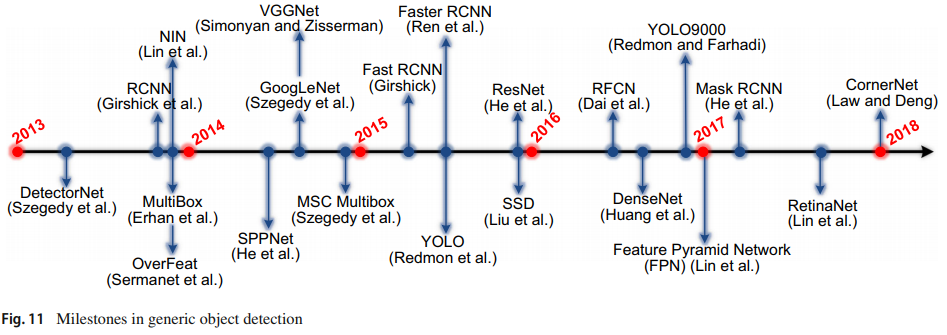 VGGNet
(Simonyan and Zisserman)
Faster RCNN
(Ren et al.)
NIN
(Lin et al.)
YOLO9000
(Redmon and Farhadi)
RCNN
(Girshick et al.)
GoogLeNet
(Szegedy et al.)
Fast RCNN
(Girshick)
ResNet
(He et al.)
RFCN
(Dai et al.)
Mask RCNN
(He et al.)
CornerNet
(Law and Deng)
2013
2014
2015
2016
2017
2018
DetectorNet
(Szegedy et al.)
MultiBox
(Erhan et al.)
MSC Multibox
(Szegedy et al.)
SSD
(Liu et al.)
DenseNet
(Huang et al.)
RetinaNet
(Lin et al.)
SPPNet
(He et al.)
YOLO
(Redmon et al.)
Feature Pyramid Network
(FPN) (Lin et al.)
OverFeat
(Sermanet et al.)
Fig. 11 Milestones in generic object detection